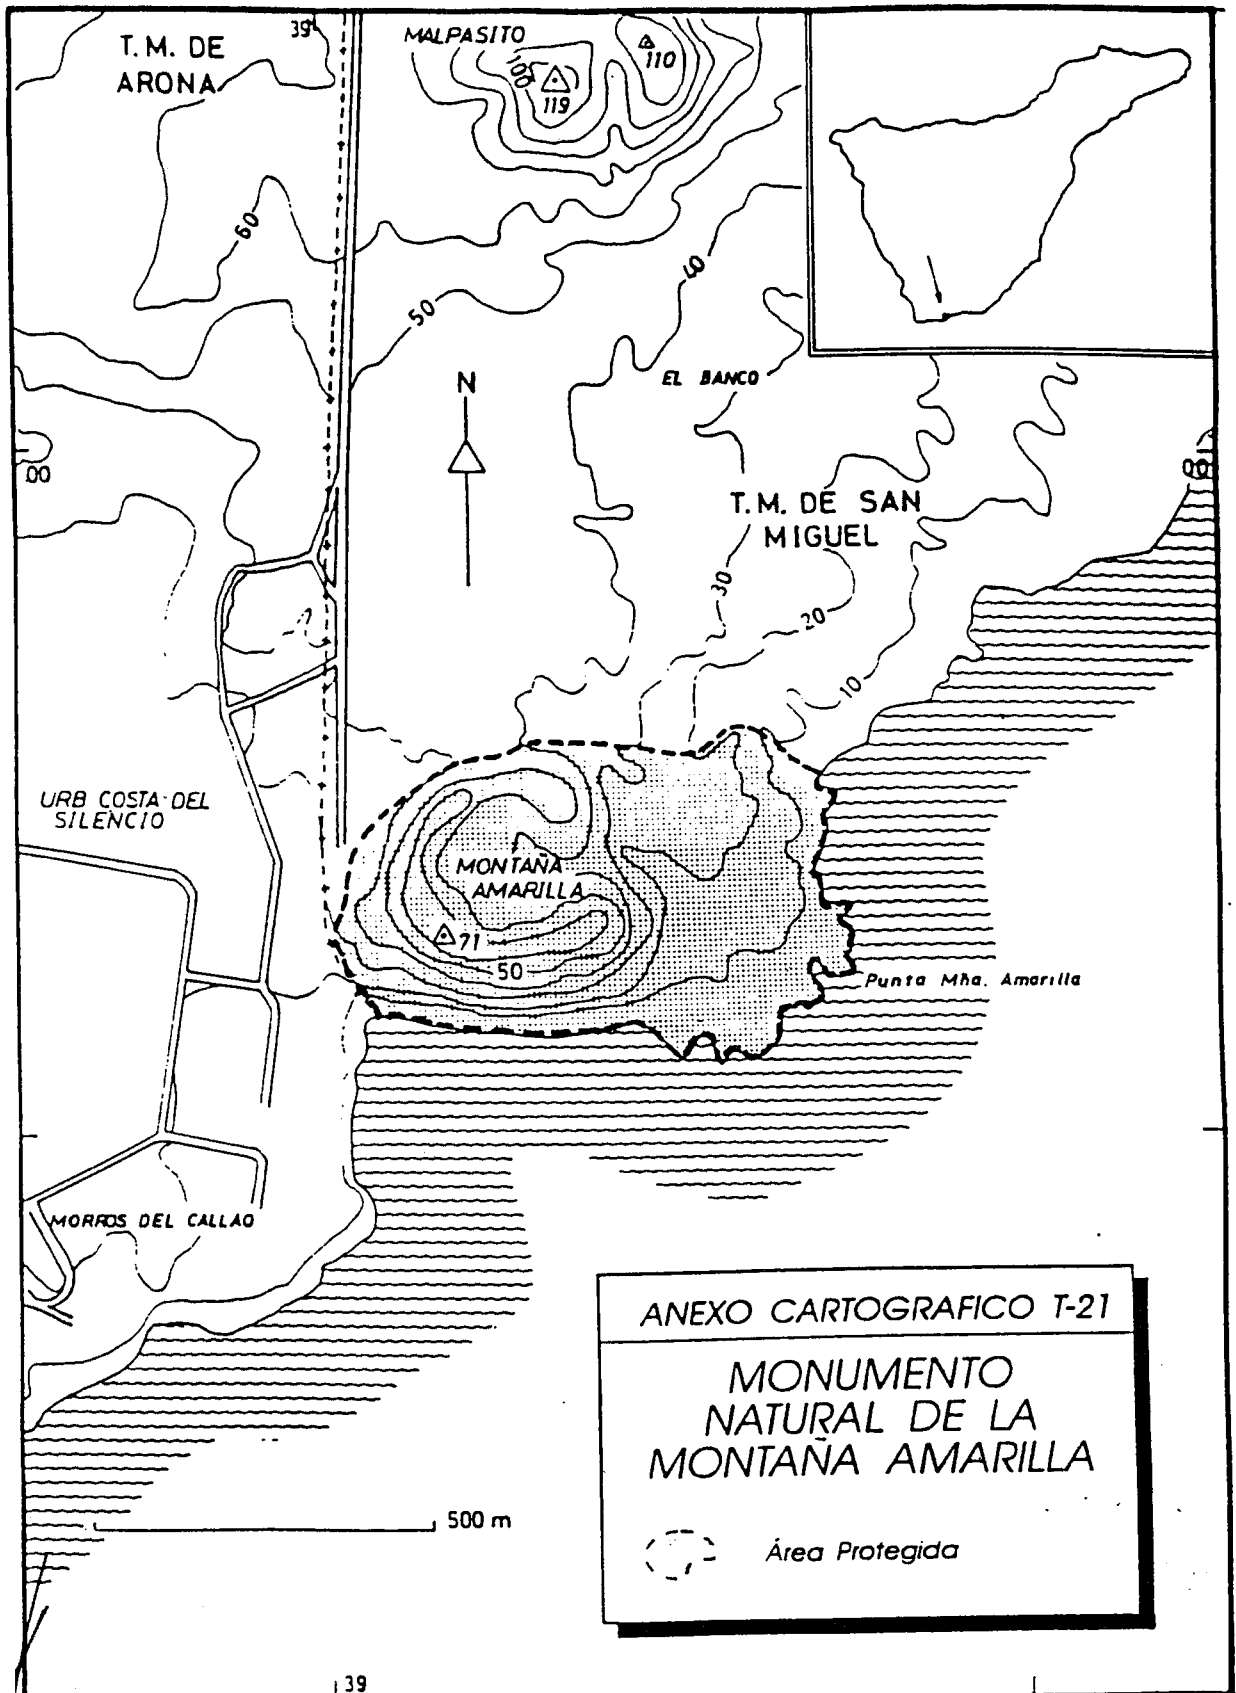 39
T.M. DE
ARONA
MALPASITO
100
119
110
60
50
40
N
EL BANCO
00
00
T.M. DE SAN
MIGUEL
30
20
10
URB COSTA DEL
SILENCIO
MONTAÑA
AMARILLA
71
50
Punta Mña. Amarilla
MORROS DEL CALLAO
ANEXO CARTOGRAFICO T-21
MONUMENTO
NATURAL DE LA
MONTAÑA AMARILLA
Área Protegida
500 m
39